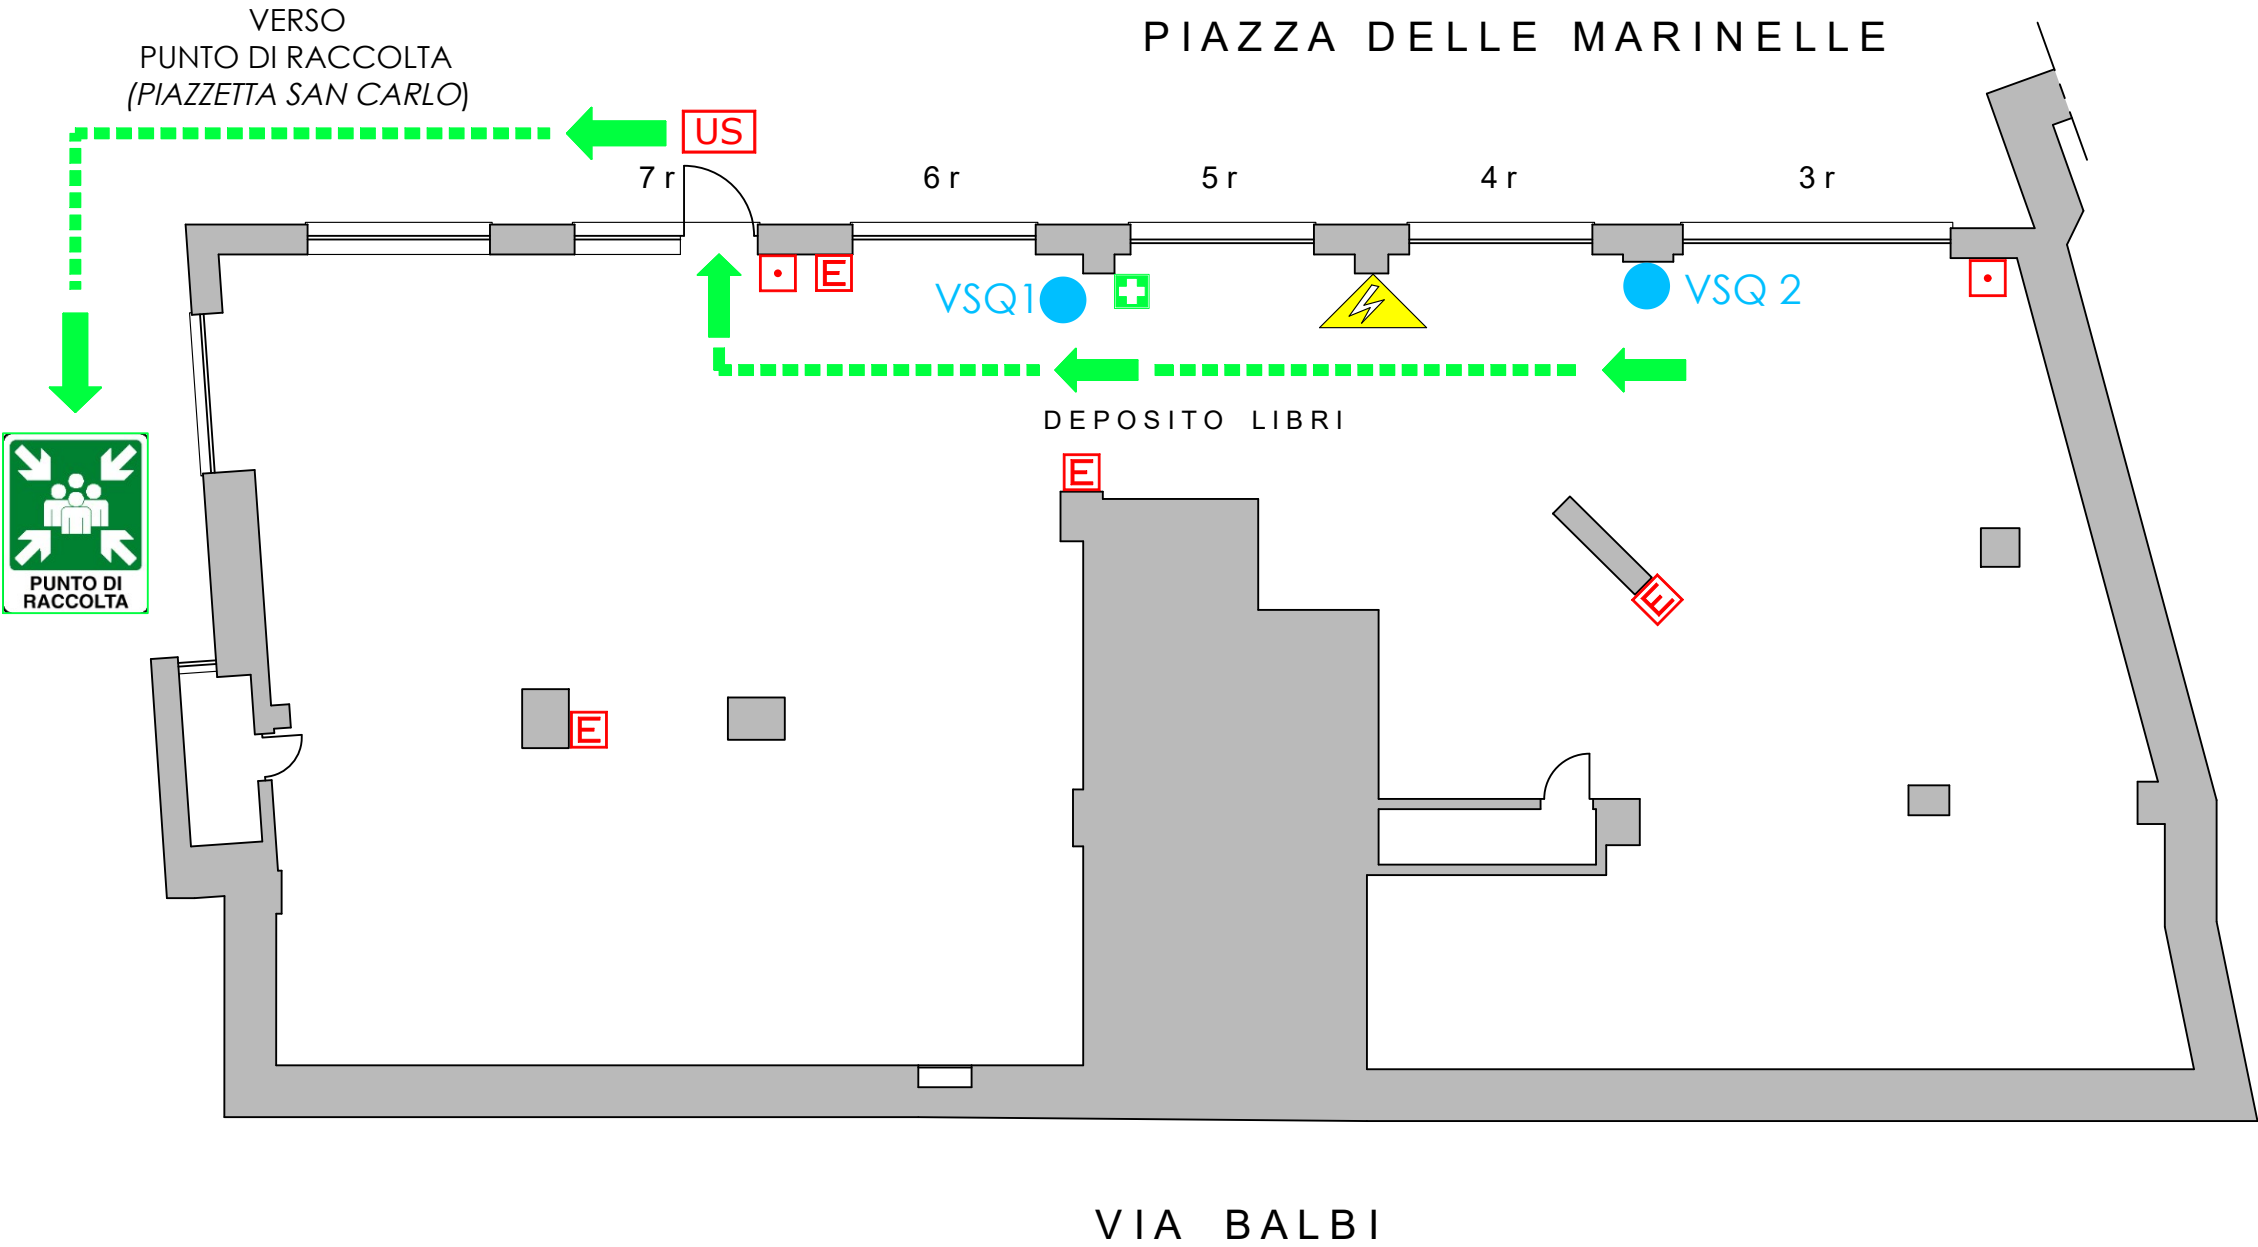 VERSO
PUNTO DI RACCOLTA
(PIAZZETTA SAN CARLO)
PIAZZA DELLE MARINELLE
US
7 r
6 r
5 r
4 r
3 r
E
VSQ1
VSQ 2
DEPOSITO LIBRI
E
E
E
PUNTO DI
RACCOLTA
VIA BALBI